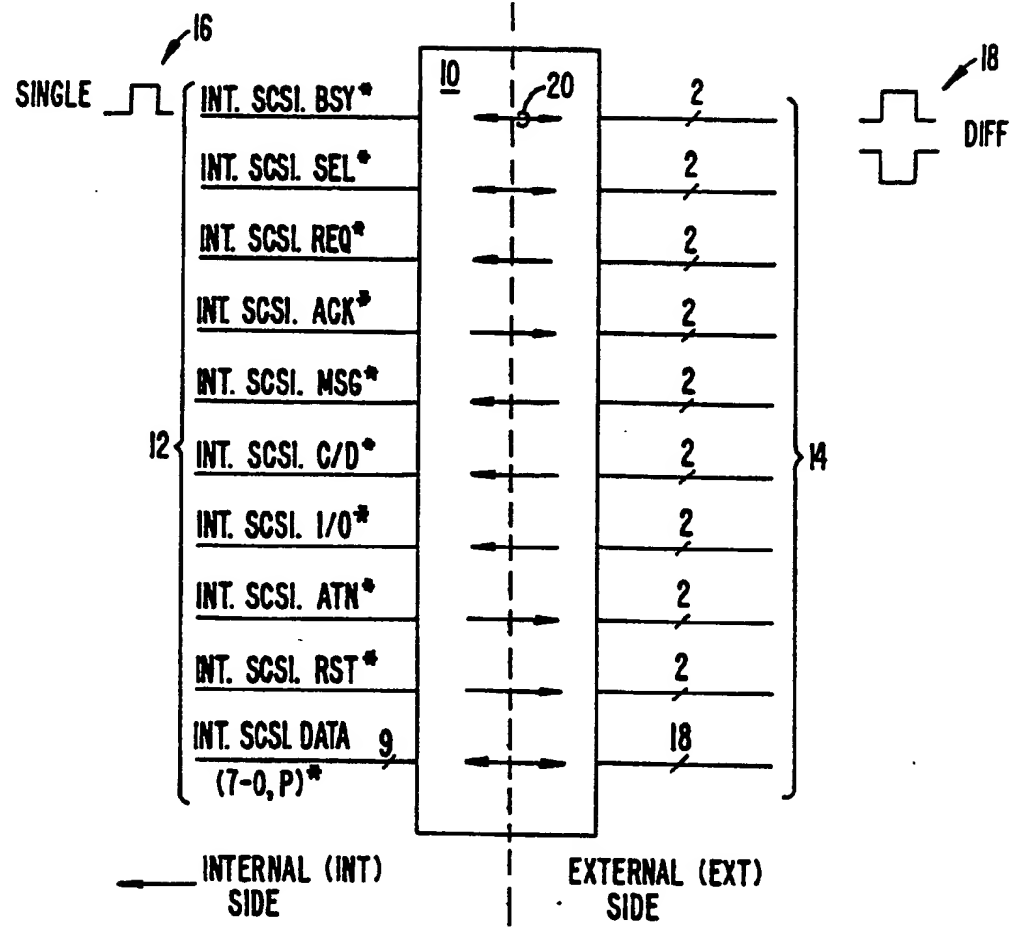 16
18
SINGLE
INT. SCSI. BSY*
10
20
2
DIFF
INT. SCSI. SEL*
2
INT. SCSI. REQ*
2
INT. SCSI. ACK*
2
INT. SCSI. MSG*
2
12
INT. SCSI. C/D*
2
14
INT. SCSI. I/O*
2
INT. SCSI. ATN*
2
INT. SCSI. RST*
2
INT. SCSI. DATA
9
18
(7-0, P)*
INTERNAL (INT)
SIDE
EXTERNAL (EXT)
SIDE